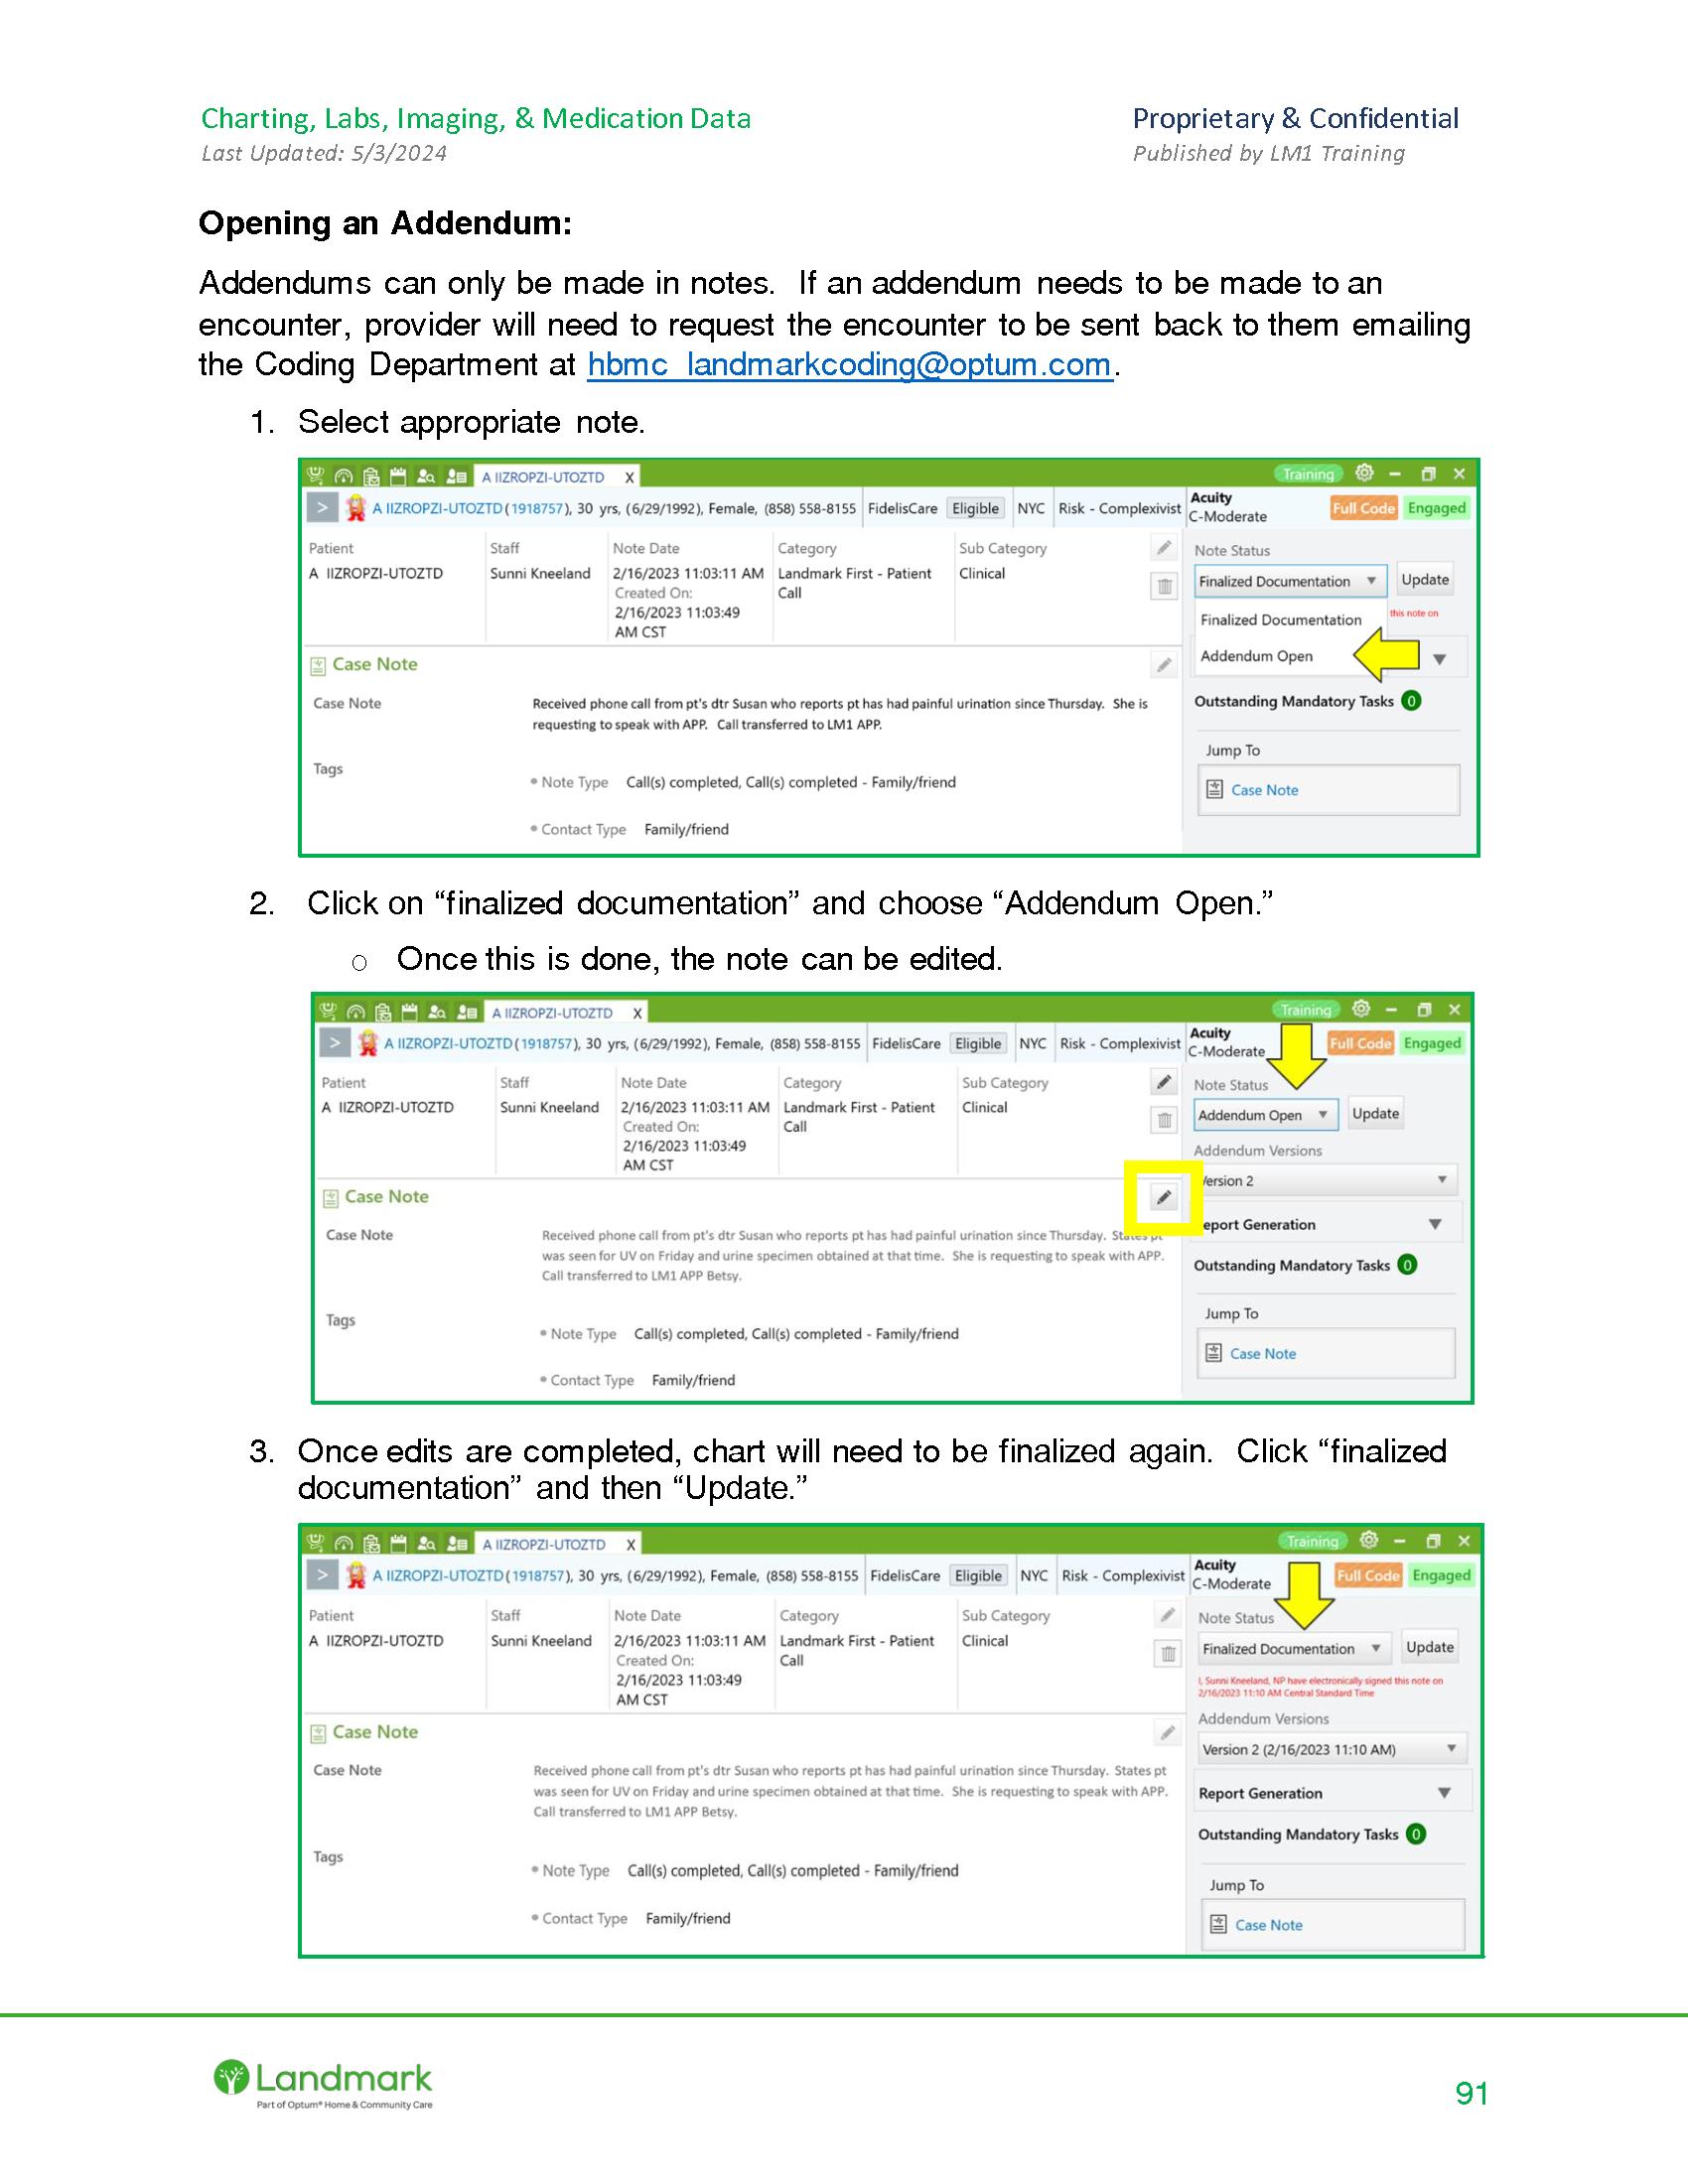 Charting, Labs, Imaging, & Medication Data
Proprietary & Confidential
Last Updated: 5/3/2024
Published by LM1 Training
Opening an Addendum:
Addendums can only be made in notes. If an addendum needs to be made to an
encounter, provider will need to request the encounter to be sent back to them emailing
the Coding Department at hbmc_landmarkcoding@optum.com.
1. Select appropriate note.
A IIZROPZI-UTOZTD X
Training
> A IIZROPZI-UTOZTD (1918757), 30 yrs, (6/29/1992), Female, (858) 558-8155 FidelisCare Eligible NYC Risk - Complexivist
Acuity
C-Moderate
Full Code Engaged
Patient
A IIZROPZI-UTOZTD
Staff
Sunni Kneeland
Note Date
2/16/2023 11:03:11 AM
Created On:
2/16/2023 11:03:49
AM CST
Category
Landmark First - Patient
Call
Sub Category
Clinical
Note Status
Finalized Documentation Update
Finalized Documentation
this note on
Addendum Open
Case Note
Case Note
Received phone call from pt's dtr Susan who reports pt has had painful urination since Thursday. She is
requesting to speak with APP. Call transferred to LM1 APP.
Tags
• Note Type Call(s) completed, Call(s) completed - Family/friend
• Contact Type Family/friend
Outstanding Mandatory Tasks 0
Jump To
Case Note
2. Click on “finalized documentation” and choose “Addendum Open.”
o Once this is done, the note can be edited.
A IIZROPZI-UTOZTD X
Training
> A IIZROPZI-UTOZTD (1918757), 30 yrs, (6/29/1992), Female, (858) 558-8155 FidelisCare Eligible NYC Risk - Complexivist
Acuity
C-Moderate
Full Code Engaged
Patient
A IIZROPZI-UTOZTD
Staff
Sunni Kneeland
Note Date
2/16/2023 11:03:11 AM
Created On:
2/16/2023 11:03:49
AM CST
Category
Landmark First - Patient
Call
Sub Category
Clinical
Note Status
Addendum Open Update
Addendum Versions
ersion 2
eport Generation
Case Note
Case Note
Received phone call from pt's dtr Susan who reports pt has had painful urination since Thursday. States pt
was seen for UV on Friday and urine specimen obtained at that time. She is requesting to speak with APP.
Call transferred to LM1 APP Betsy.
Tags
• Note Type Call(s) completed, Call(s) completed - Family/friend
• Contact Type Family/friend
Outstanding Mandatory Tasks 0
Jump To
Case Note
3. Once edits are completed, chart will need to be finalized again. Click “finalized
documentation” and then “Update.”
A IIZROPZI-UTOZTD X
Training
> A IIZROPZI-UTOZTD (1918757), 30 yrs, (6/29/1992), Female, (858) 558-8155 FidelisCare Eligible NYC Risk - Complexivist
Acuity
C-Moderate
Full Code Engaged
Patient
A IIZROPZI-UTOZTD
Staff
Sunni Kneeland
Note Date
2/16/2023 11:03:11 AM
Created On:
2/16/2023 11:03:49
AM CST
Category
Landmark First - Patient
Call
Sub Category
Clinical
Note Status
Finalized Documentation Update
I, Sunni Kneeland, NP have electronically signed this note on
2/16/2023 11:10 AM Central Standard Time
Addendum Versions
Version 2 (2/16/2023 11:10 AM)
Report Generation
Case Note
Case Note
Received phone call from pt's dtr Susan who reports pt has had painful urination since Thursday. States pt
was seen for UV on Friday and urine specimen obtained at that time. She is requesting to speak with APP.
Call transferred to LM1 APP Betsy.
Tags
• Note Type Call(s) completed, Call(s) completed - Family/friend
• Contact Type Family/friend
Outstanding Mandatory Tasks 0
Jump To
Case Note
Landmark
Part of Optum® Home & Community Care
91